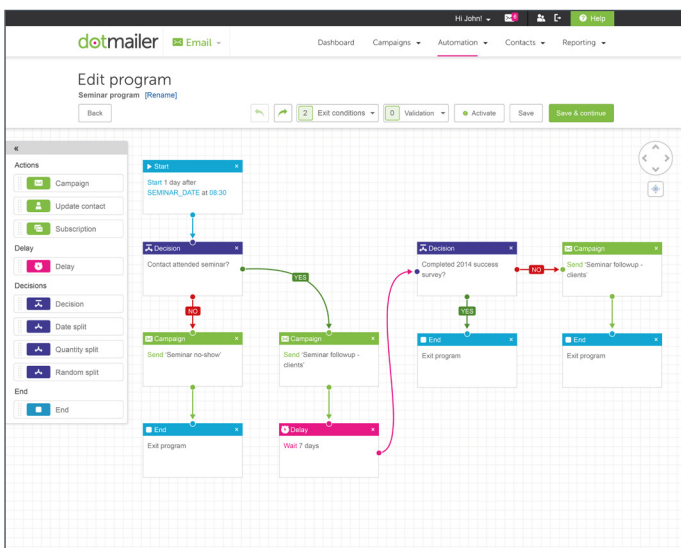 Hi John!
6
Help
dotmailer
Email
Dashboard
Campaigns
Automation
Contacts
Reporting
Edit program
Seminar program [Rename]
Back
2 Exit conditions
0 Validation
Activate
Save
Save & continue
«
Actions
Campaign
Update contact
Subscription
Delay
Delay
Decisions
Decision
Date split
Quantity split
Random split
End
End
Start ×
Start 1 day after
SEMINAR_DATE at 08:30
Decision ×
Contact attended seminar?
YES
NO
Campaign ×
Send 'Seminar no-show'
Campaign ×
Send 'Seminar followup -
clients'
End ×
Exit program
Delay ×
Wait 7 days
Decision ×
Completed 2014 success
survey?
NO
YES
Campaign ×
Send 'Seminar followup -
clients'
End ×
Exit program
End ×
Exit program